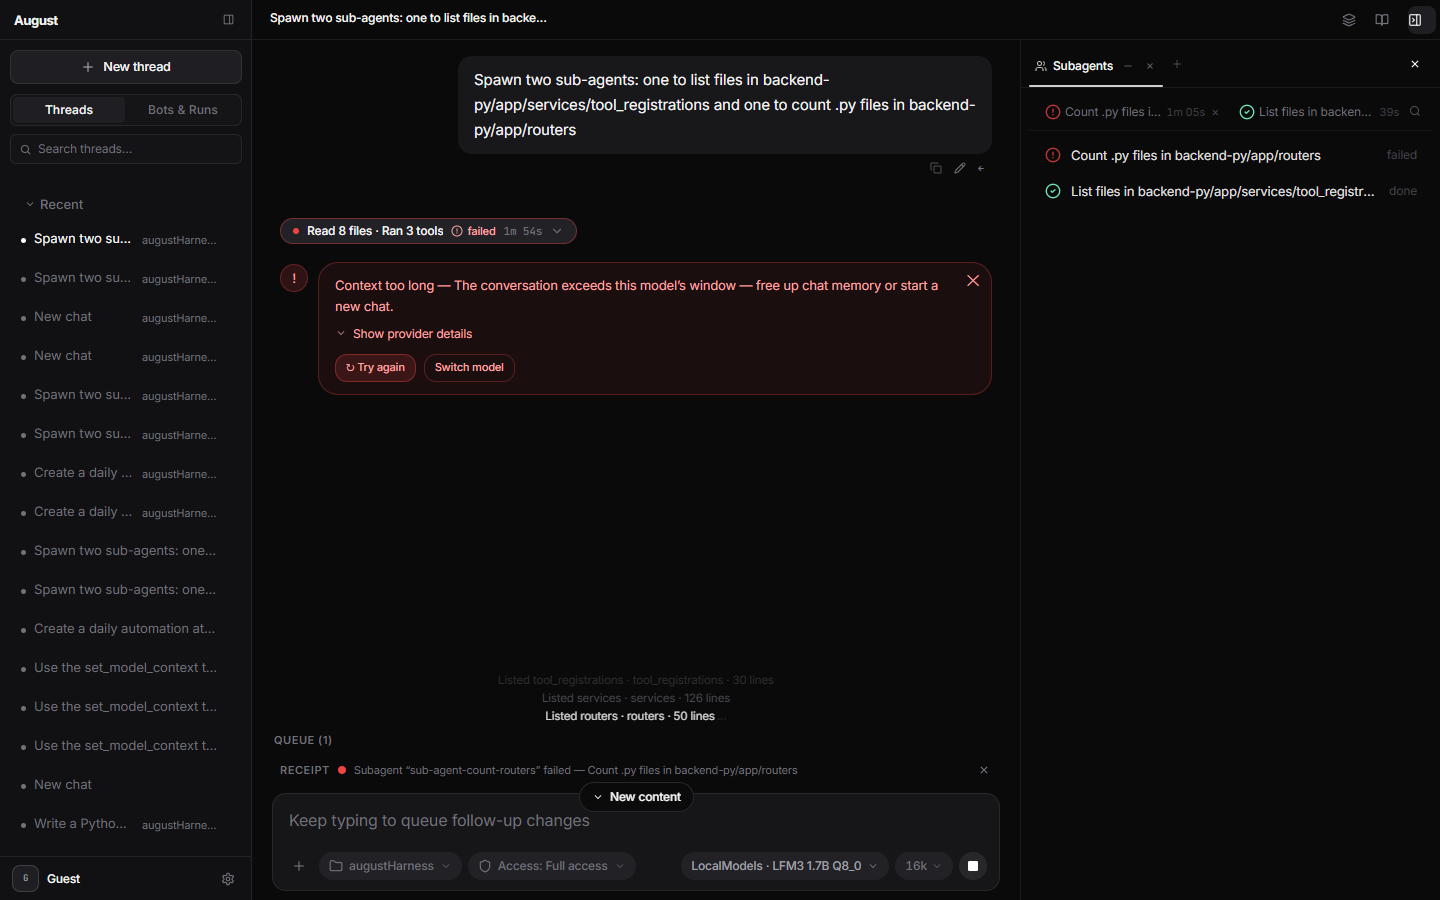 August
New thread
Threads
Bots & Runs
Search threads...
Recent
Spawn two su... augustHarne...
Spawn two su... augustHarne...
New chat augustHarne...
New chat augustHarne...
Spawn two su... augustHarne...
Spawn two su... augustHarne...
Create a daily ... augustHarne...
Create a daily ... augustHarne...
Spawn two sub-agents: one...
Spawn two sub-agents: one...
Create a daily automation at...
Use the set_model_context t...
Use the set_model_context t...
Use the set_model_context t...
New chat
Write a Pytho... augustHarne...
G Guest
Spawn two sub-agents: one to list files in backe...
Spawn two sub-agents: one to list files in backend-
py/app/services/tool_registrations and one to count .py files in backend-
py/app/routers
Read 8 files · Ran 3 tools failed 1m 54s
! Context too long — The conversation exceeds this model's window — free up chat memory or start a
new chat.
Show provider details
↻ Try again Switch model
Listed tool_registrations · tool_registrations · 30 lines
Listed services · services · 126 lines
Listed routers · routers · 50 lines ...
QUEUE (1)
RECEIPT Subagent “sub-agent-count-routers” failed — Count .py files in backend-py/app/routers
New content
Keep typing to queue follow-up changes
augustHarness Access: Full access LocalModels · LFM3 1.7B Q8_0 16k
Subagents
Count .py files i... 1m 05s List files in backen... 39s
Count .py files in backend-py/app/routers failed
List files in backend-py/app/services/tool_registr... done